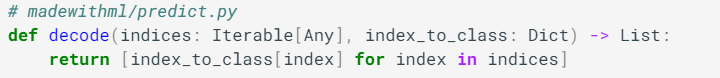 # madewithml/predict.py
def decode(indices: Iterable[Any], index_to_class: Dict) -> List:
    return [index_to_class[index] for index in indices]